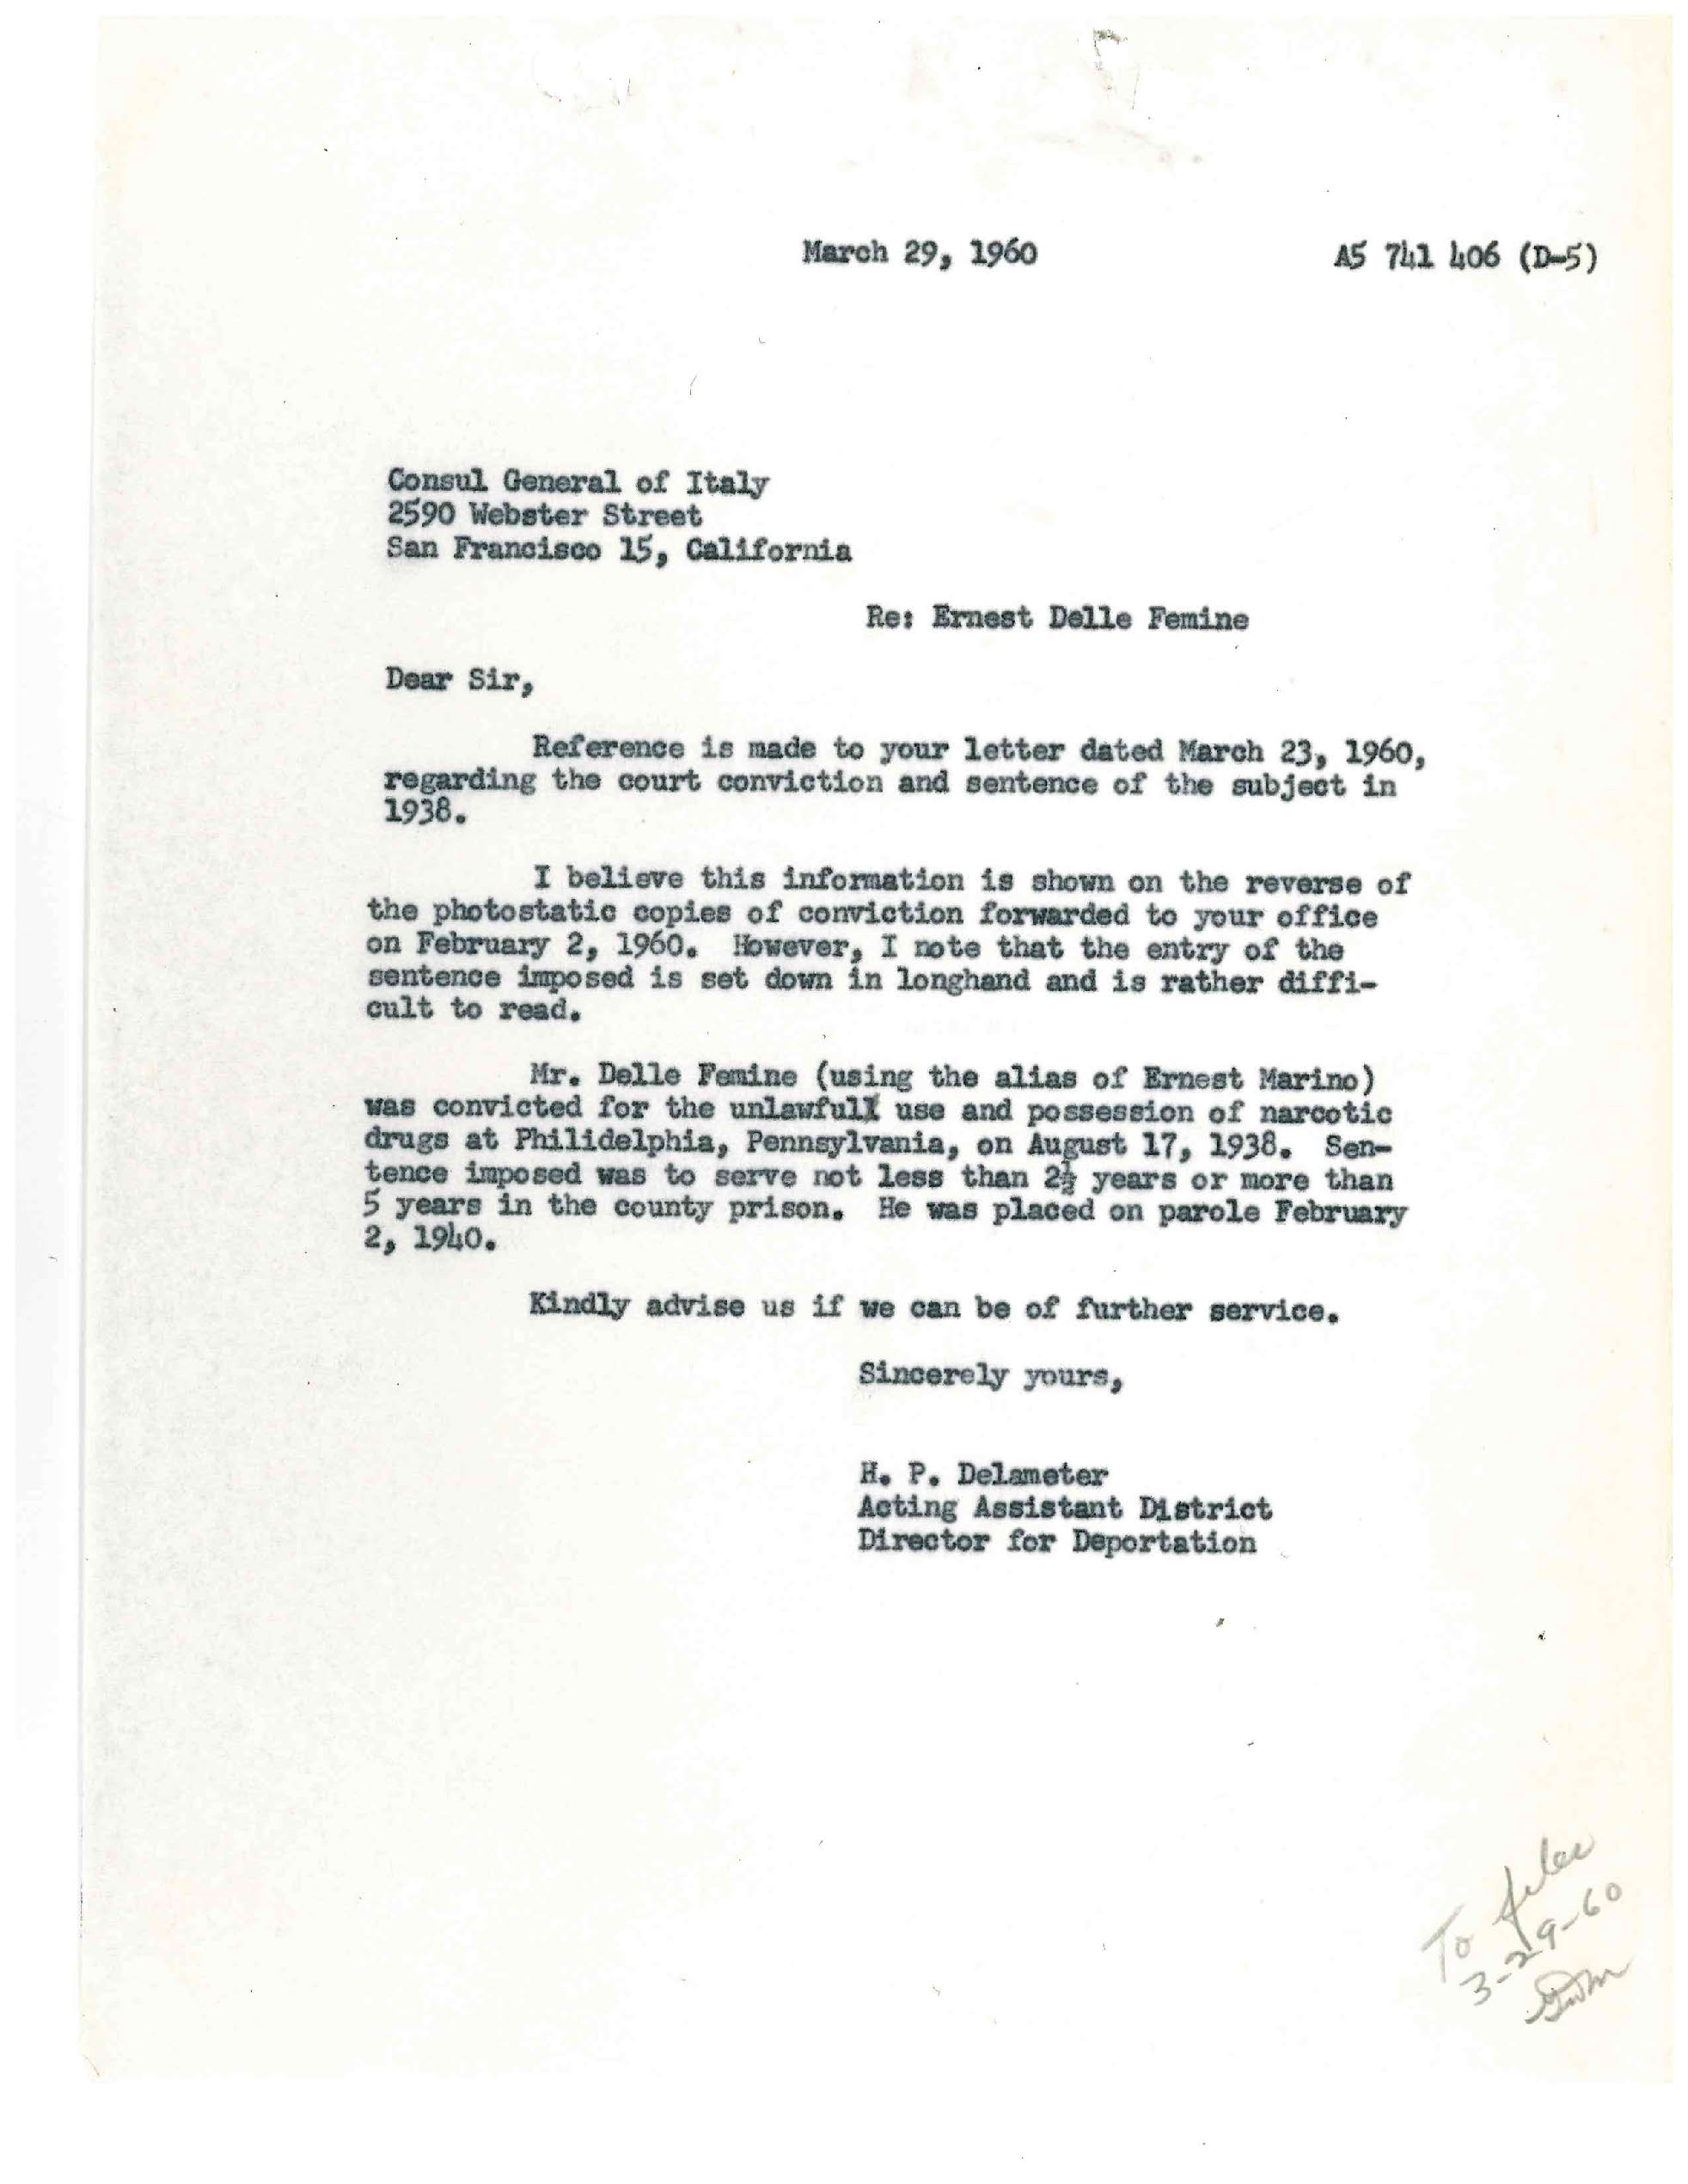 March 29, 1960 A5 741 406 (D-5)
Consul General of Italy
2590 Webster Street
San Francisco 15, California
Re: Ernest Delle Femine
Dear Sir,
Reference is made to your letter dated March 23, 1960,
regarding the court conviction and sentence of the subject in
1938.
I believe this information is shown on the reverse of
the photostatic copies of conviction forwarded to your office
on February 2, 1960. However, I note that the entry of the
sentence imposed is set down in longhand and is rather diffi-
cult to read.
Mr. Delle Femine (using the alias of Ernest Marino)
was convicted for the unlawful use and possession of narcotic
drugs at Philidelphia, Pennsylvania, on August 17, 1938. Sen-
tence imposed was to serve not less than 2½ years or more than
5 years in the county prison. He was placed on parole February
2, 1940.
Kindly advise us if we can be of further service.
Sincerely yours,
H. P. Delameter
Acting Assistant District
Director for Deportation
To files
3-29-60